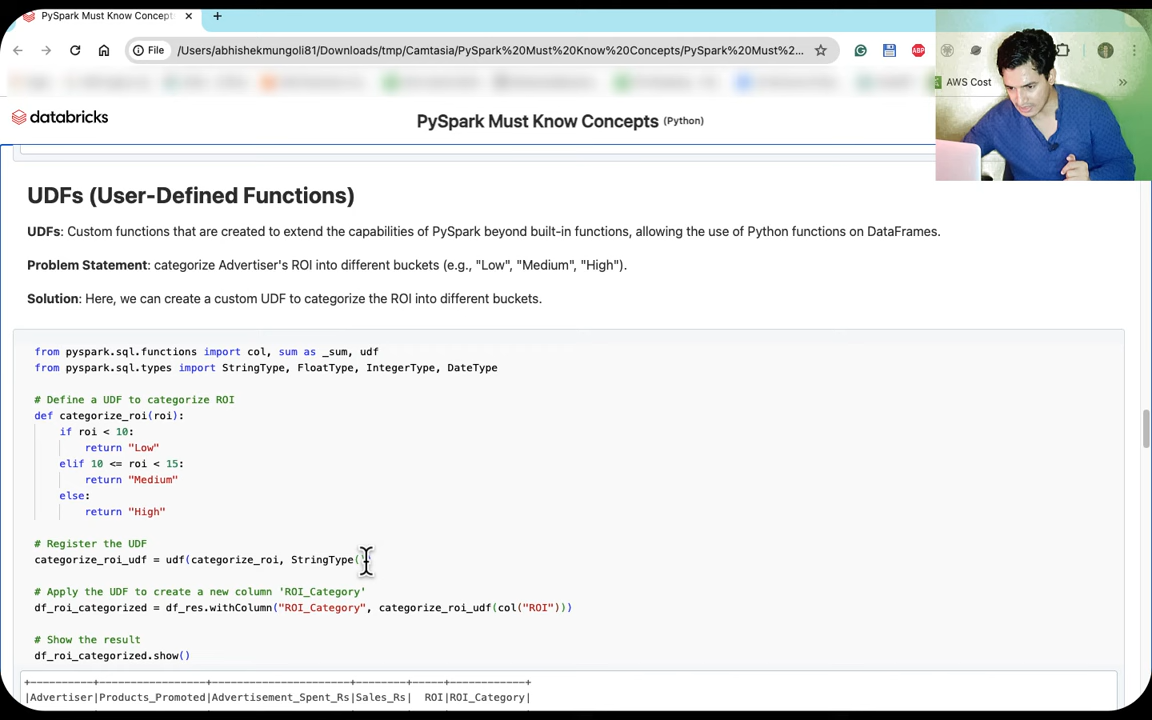 PySpark Must Know Concept
File
/Users/abhishekmungoli81/Downloads/tmp/Camtasia/PySpark%20Must%20Know%20Concepts/PySpark%20Must%2...
ABP
AWS Cost
databricks
PySpark Must Know Concepts (Python)
UDFs (User-Defined Functions)
UDFs: Custom functions that are created to extend the capabilities of PySpark beyond built-in functions, allowing the use of Python functions on DataFrames.
Problem Statement: categorize Advertiser's ROI into different buckets (e.g., "Low", "Medium", "High").
Solution: Here, we can create a custom UDF to categorize the ROI into different buckets.
from pyspark.sql.functions import col, sum as _sum, udf
from pyspark.sql.types import StringType, FloatType, IntegerType, DateType
# Define a UDF to categorize ROI
def categorize_roi(roi):
if roi < 10:
return "Low"
elif 10 <= roi < 15:
return "Medium"
else:
return "High"
# Register the UDF
categorize_roi_udf = udf(categorize_roi, StringType(
# Apply the UDF to create a new column 'ROI_Category'
df_roi_categorized = df_res.withColumn("ROI_Category", categorize_roi_udf(col("ROI")))
# Show the result
df_roi_categorized.show()
+----------+-----------------+----------------------+--------+-----+------------+
|Advertiser|Products_Promoted|Advertisement_Spent_Rs|Sales_Rs|  ROI|ROI_Category|